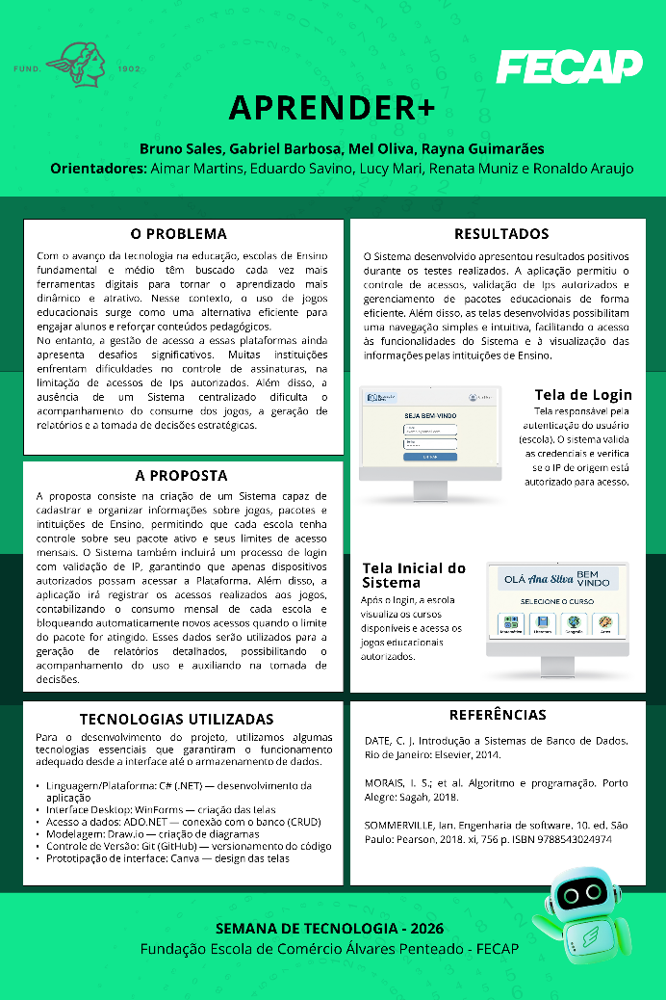 FUND. 1902
FECAP
APRENDER+
Bruno Sales, Gabriel Barbosa, Mel Oliva, Rayna Guimarães
Orientadores: Aimar Martins, Eduardo Savino, Lucy Mari, Renata Muniz e Ronaldo Araujo
O PROBLEMA
Com o avanço da tecnologia na educação, escolas de Ensino
fundamental e médio têm buscado cada vez mais
ferramentas digitais para tornar o aprendizado mais
dinâmico e atrativo. Nesse contexto, o uso de jogos
educacionais surge como uma alternativa eficiente para
engajar alunos e reforçar conteúdos pedagógicos.
No entanto, a gestão de acesso a essas plataformas ainda
apresenta desafios significativos. Muitas instituições
enfrentam dificuldades no controle de assinaturas, na
limitação de acessos de Ips autorizados. Além disso, a
ausência de um Sistema centralizado dificulta o
acompanhamento do consume dos jogos, a geração de
relatórios e a tomada de decisões estratégicas.
A PROPOSTA
A proposta consiste na criação de um Sistema capaz de
cadastrar e organizar informações sobre jogos, pacotes e
intituições de Ensino, permitindo que cada escola tenha
controle sobre seu pacote ativo e seus limites de acesso
mensais. O Sistema também incluirá um processo de login
com validação de IP, garantindo que apenas dispositivos
autorizados possam acessar a Plataforma. Além disso, a
aplicação irá registrar os acessos realizados aos jogos,
contabilizando o consumo mensal de cada escola e
bloqueando automaticamente novos acessos quando o limite
do pacote for atingido. Esses dados serão utilizados para a
geração de relatórios detalhados, possibilitando o
acompanhamento do uso e auxiliando na tomada de
decisões.
TECNOLOGIAS UTILIZADAS
Para o desenvolvimento do projeto, utilizamos algumas
tecnologias essenciais que garantiram o funcionamento
adequado desde a interface até o armazenamento de dados.
• Linguagem/Plataforma: C# (.NET) — desenvolvimento da
aplicação
• Interface Desktop: WinForms — criação das telas
• Acesso a dados: ADO.NET — conexão com o banco (CRUD)
• Modelagem: Draw.io — criação de diagramas
• Controle de Versão: Git (GitHub) — versionamento do código
• Prototipação de interface: Canva — design das telas
RESULTADOS
O Sistema desenvolvido apresentou resultados positivos
durante os testes realizados. A aplicação permitiu o
controle de acessos, validação de Ips autorizados e
gerenciamento de pacotes educacionais de forma
eficiente. Além disso, as telas desenvolvidas possibilitam
uma navegação simples e intuitiva, facilitando o acesso
às funcionalidades do Sistema e à visualização das
informações pelas intituições de Ensino.
SEJA BEM-VINDO
Tela de Login
Tela responsável pela
autenticação do usuário
(escola). O sistema valida
as credenciais e verifica
se o IP de origem está
autorizado para acesso.
Tela Inicial do
Sistema
Após o login, a escola
visualiza os cursos
disponíveis e acessa os
jogos educacionais
autorizados.
OLÁ Ana Silva BEM
VINDO
SELECIONE O CURSO
Matemática Literatura Geografia Artes
REFERÊNCIAS
DATE, C. J. Introdução a Sistemas de Banco de Dados.
Rio de Janeiro: Elsevier, 2014.
MORAIS, I. S.; et al. Algoritmo e programação. Porto
Alegre: Sagah, 2018.
SOMMERVILLE, Ian. Engenharia de software. 10. ed. São
Paulo: Pearson, 2018. xi, 756 p. ISBN 9788543024974
SEMANA DE TECNOLOGIA - 2026
Fundação Escola de Comércio Álvares Penteado - FECAP